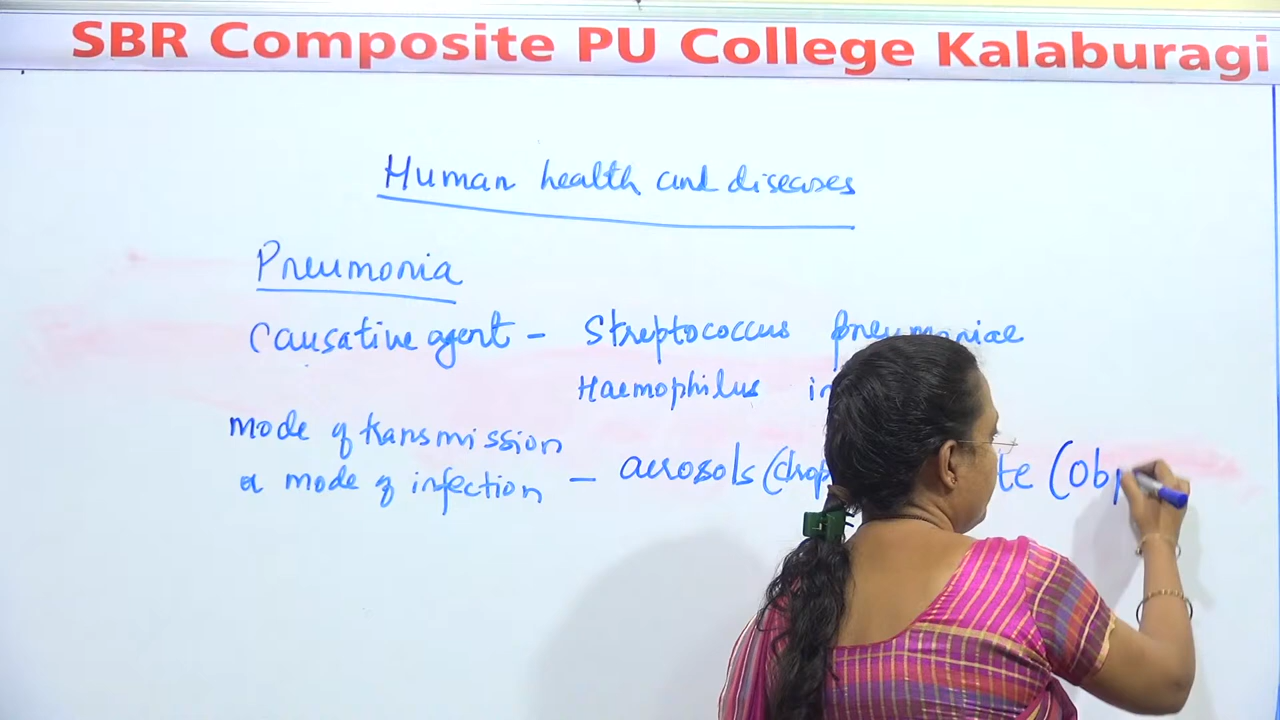 SBR Composite PU College Kalaburagi
Human health and diseases
Pneumonia
Causative agent - Streptococcus pneumoniae
Haemophilus
mode of transmission
or mode of infection - aerosols (